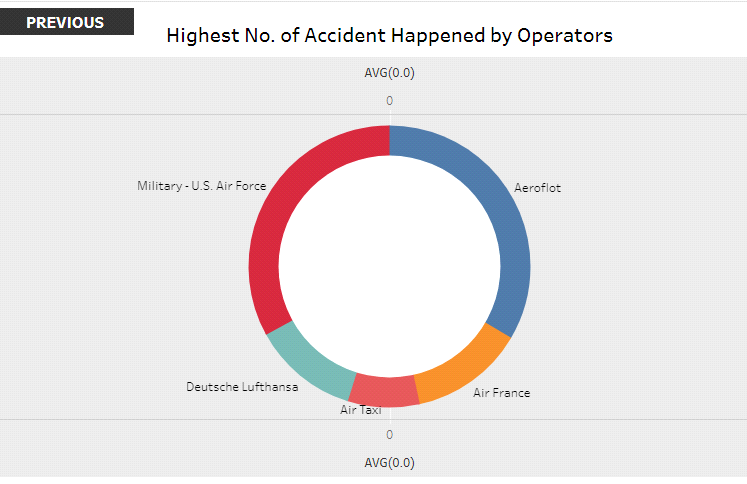 PREVIOUS
Highest No. of Accident Happened by Operators
AVG(0.0)
0
Military - U.S. Air Force
Aeroflot
Deutsche Lufthansa
Air France
Air Taxi
0
AVG(0.0)